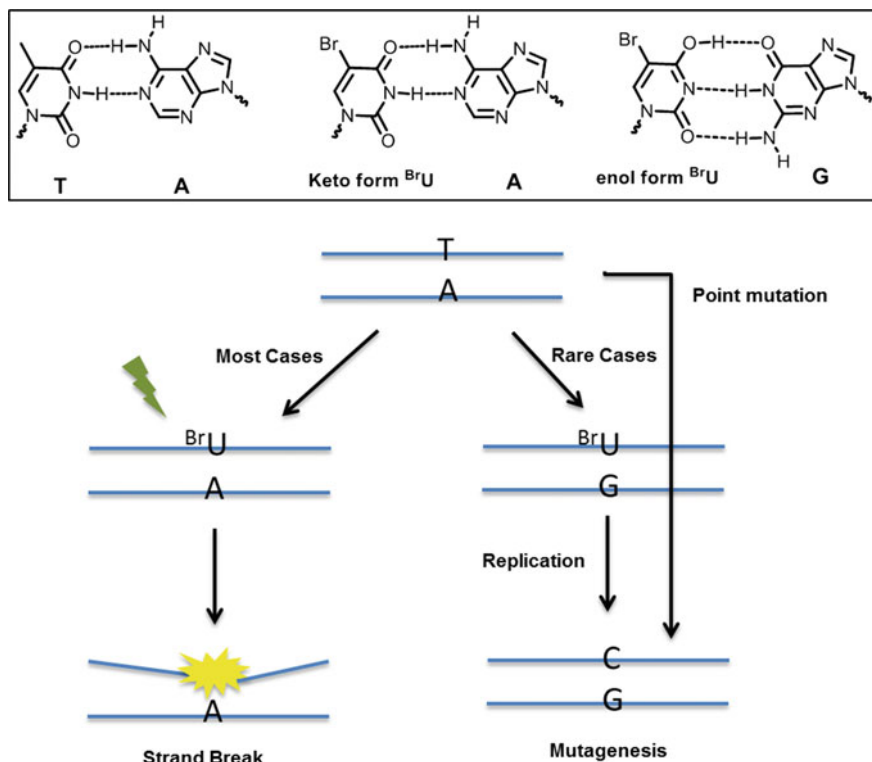 H
O H N N
N H N N N
N
O
T A
H
Br O H N N
N H N N N
N
O
Keto form BrU A
Br O H O N
N H N N
N N
O H N
H
enol form BrU G
T
A
Point mutation
Most Cases Rare Cases
BrU BrU
A G
Replication
C
A G
Strand Break Mutagenesis